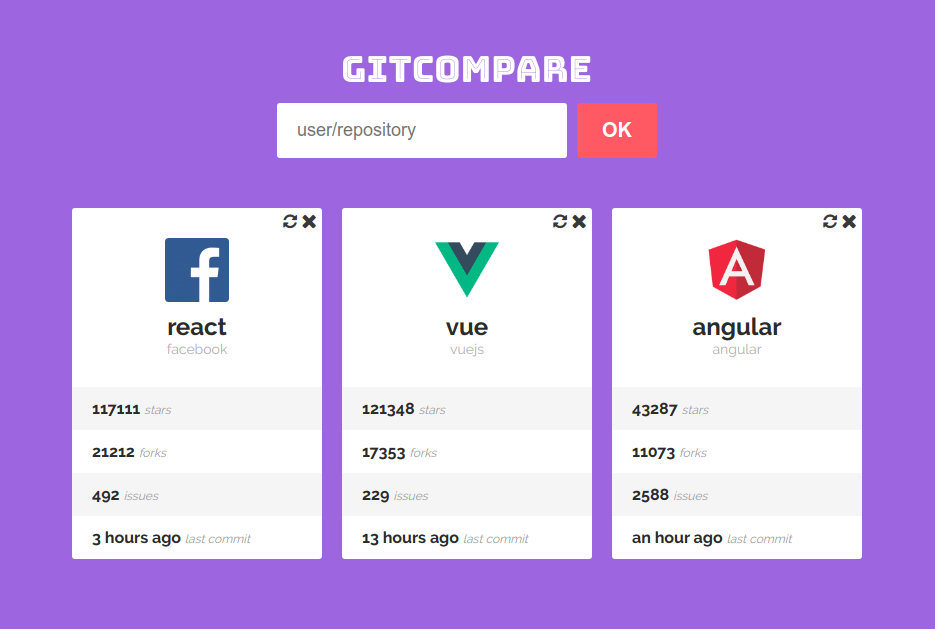 GITCOMPARE
user/repository
OK
react
facebook
117111 stars
21212 forks
492 issues
3 hours ago last commit
vue
vuejs
121348 stars
17353 forks
229 issues
13 hours ago last commit
angular
angular
43287 stars
11073 forks
2588 issues
an hour ago last commit